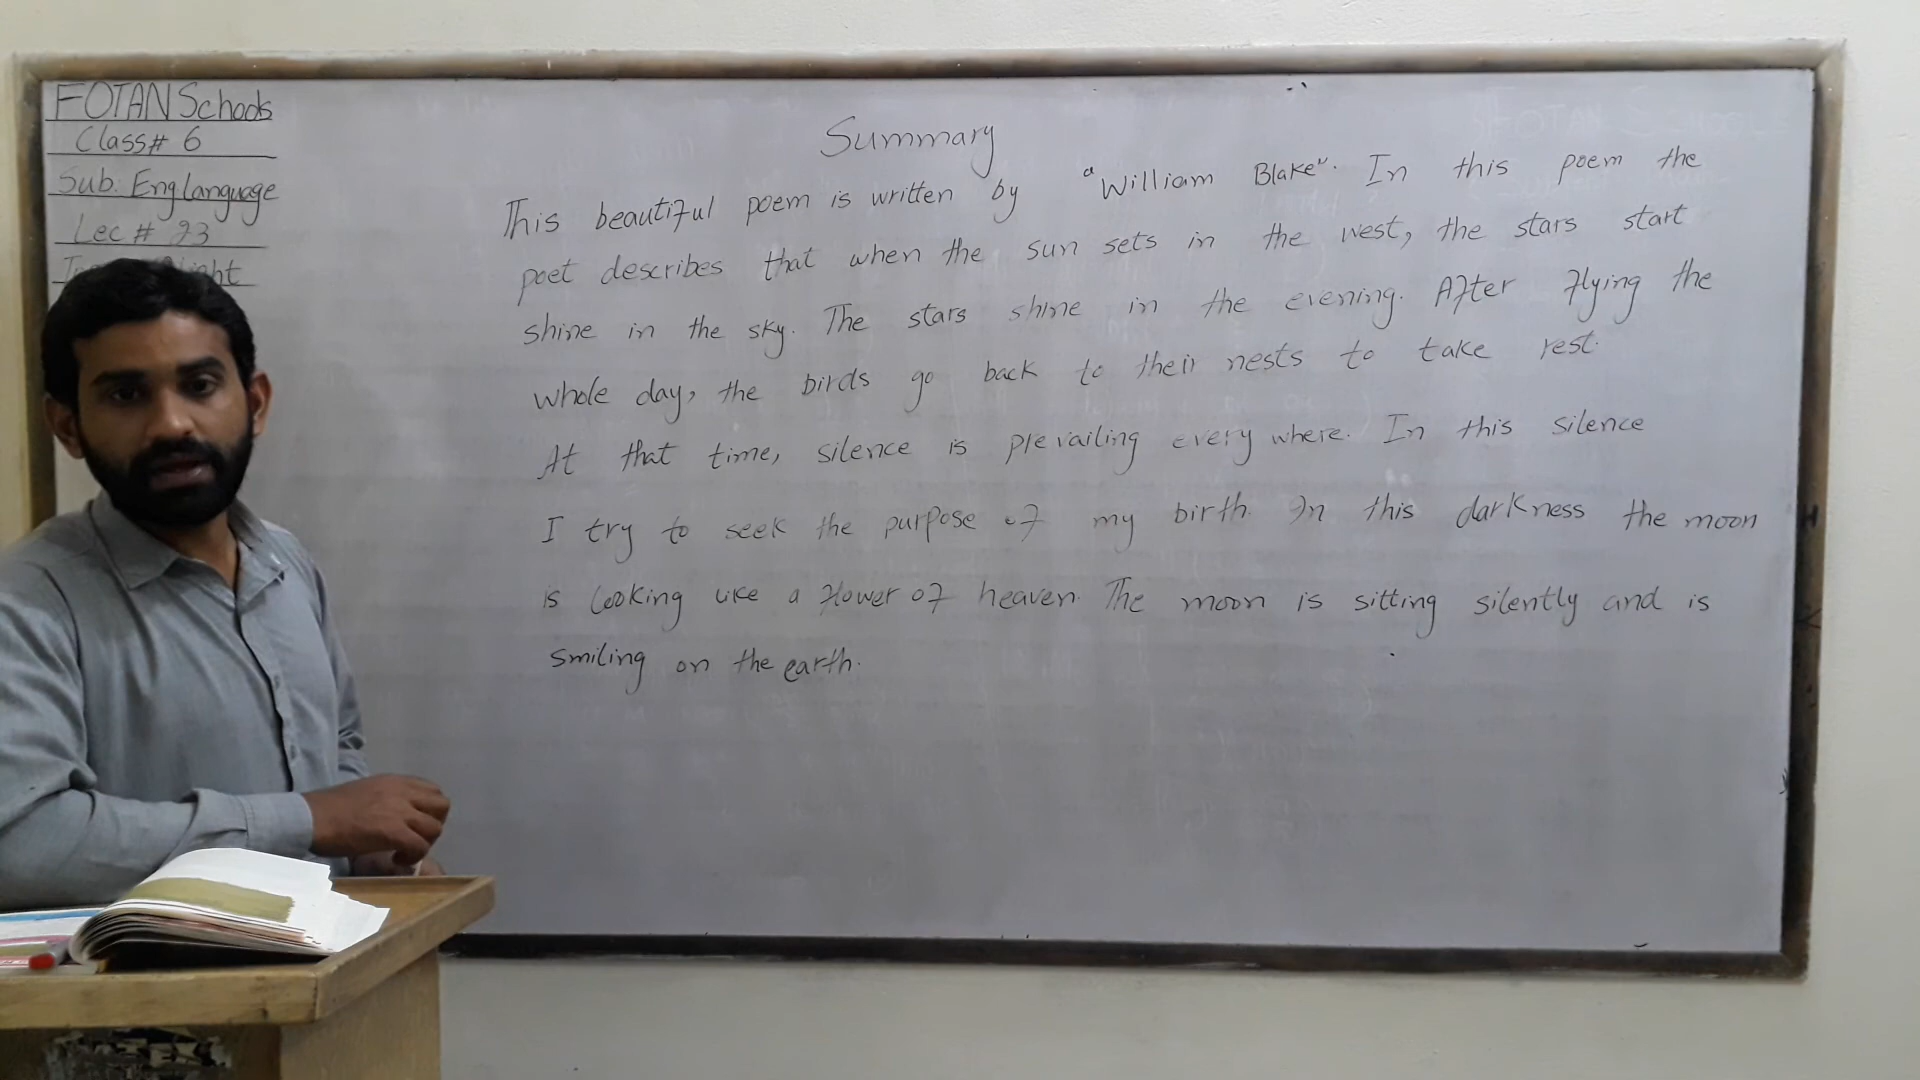 FOTAN Schools
Class# 6
Sub: Eng language
Lec # 23
Night
Summary
This beautiful poem is written by "William Blake". In this poem the
poet describes that when the sun sets in the west, the stars start
shine in the sky. The stars shine in the evening. After flying the
whole day, the birds go back to their nests to take rest.
At that time, silence is prevailing every where. In this silence
I try to seek the purpose of my birth. In this darkness the moon
is looking like a flower of heaven. The moon is sitting silently and is
smiling on the earth.